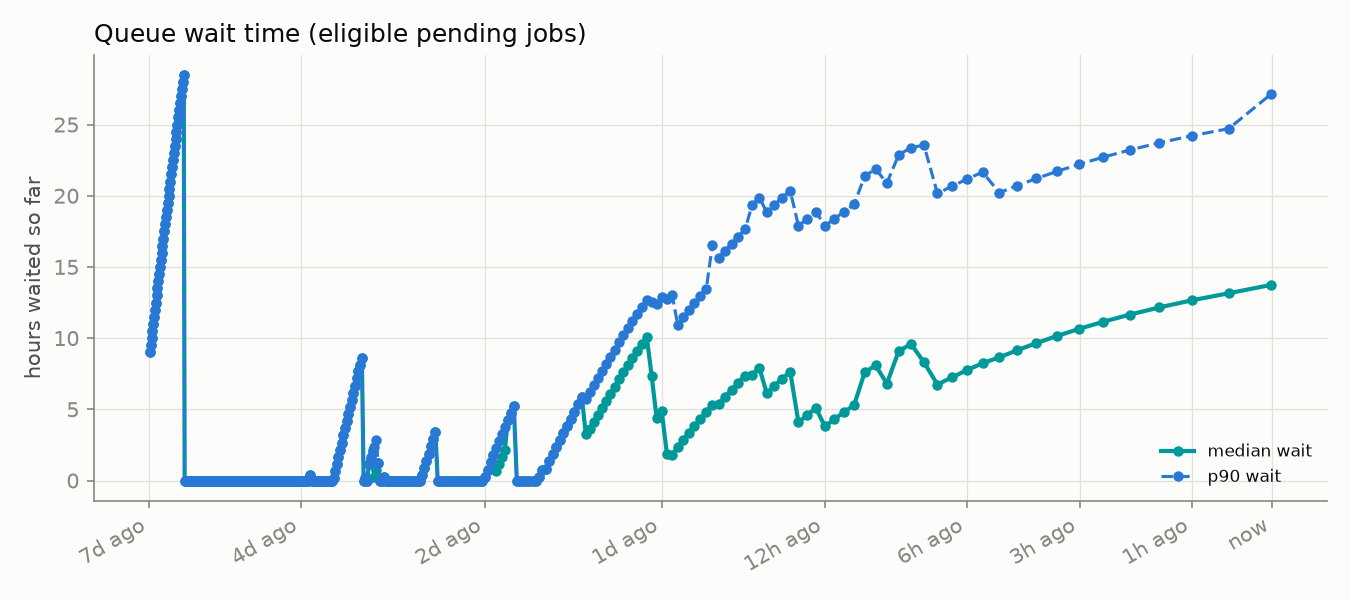 Queue wait time (eligible pending jobs)
hours waited so far
25
20
15
10
5
0
median wait
p90 wait
7d ago
4d ago
2d ago
1d ago
12h ago
6h ago
3h ago
1h ago
now